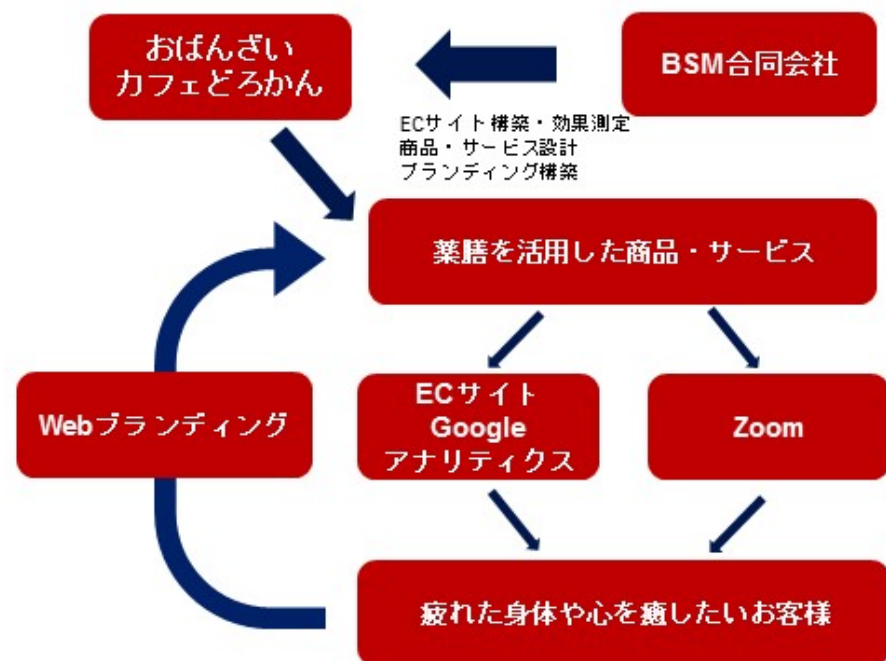 おばんざい
カフェどろかん
BSM合同会社
ECサイト構築・効果測定
商品・サービス設計
ブランディング構築
薬膳を活用した商品・サービス
Webブランディング
ECサイト
Google
アナリティクス
Zoom
疲れた身体や心を癒したいお客様